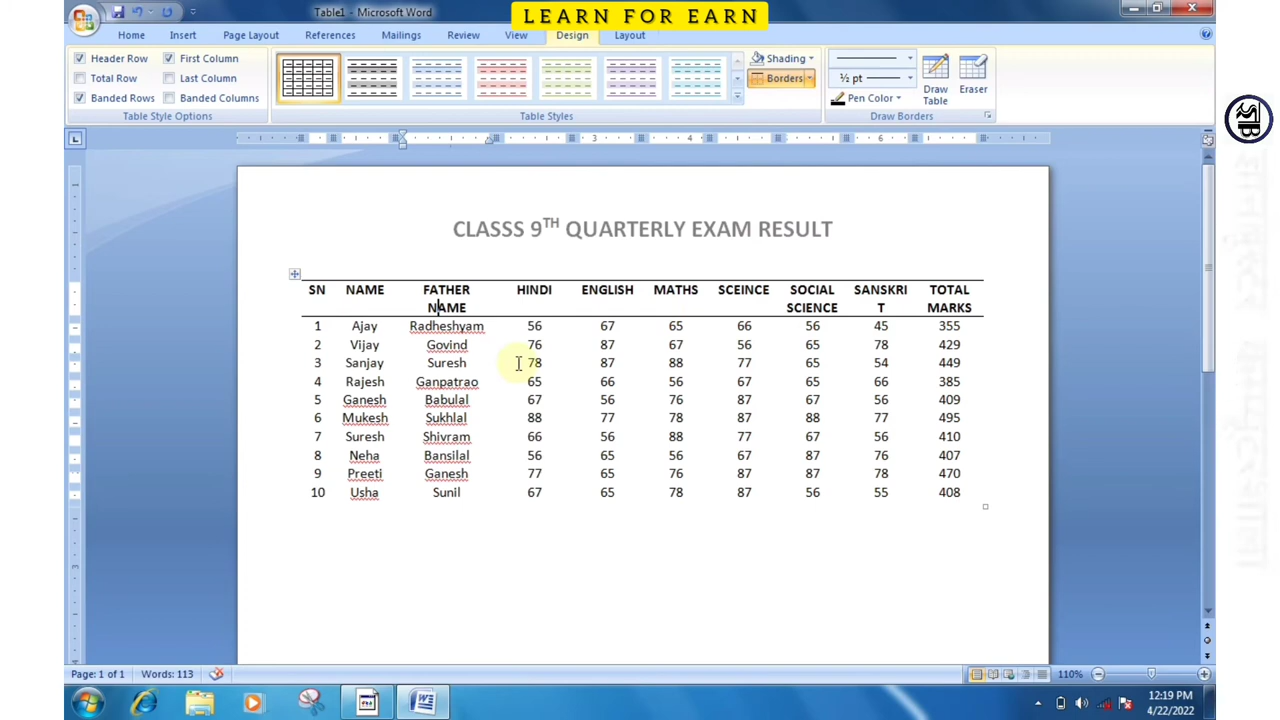 LEARN FOR EARN
Table1 - Microsoft Word
Home Insert Page Layout References Mailings Review View Design Layout
Header Row First Column
Total Row Last Column
Banded Rows Banded Columns
Table Style Options
Table Styles
Shading
Borders
½ pt
Pen Color
Draw Table
Eraser
Draw Borders
3 4 6
CLASSS 9TH QUARTERLY EXAM RESULT
SN NAME FATHER NAME HINDI ENGLISH MATHS SCEINCE SOCIAL SCIENCE SANSKRIT TOTAL MARKS
1 Ajay Radheshyam 56 67 65 66 56 45 355
2 Vijay Govind 76 87 67 56 65 78 429
3 Sanjay Suresh 78 87 88 77 65 54 449
4 Rajesh Ganpatrao 65 66 56 67 65 66 385
5 Ganesh Babulal 67 56 76 87 67 56 409
6 Mukesh Sukhlal 88 77 78 87 88 77 495
7 Suresh Shivram 66 56 88 77 67 56 410
8 Neha Bansilal 56 65 56 67 87 76 407
9 Preeti Ganesh 77 65 76 87 87 78 470
10 Usha Sunil 67 65 78 87 56 55 408
Page: 1 of 1 Words: 113 110%
12:19 PM
4/22/2022